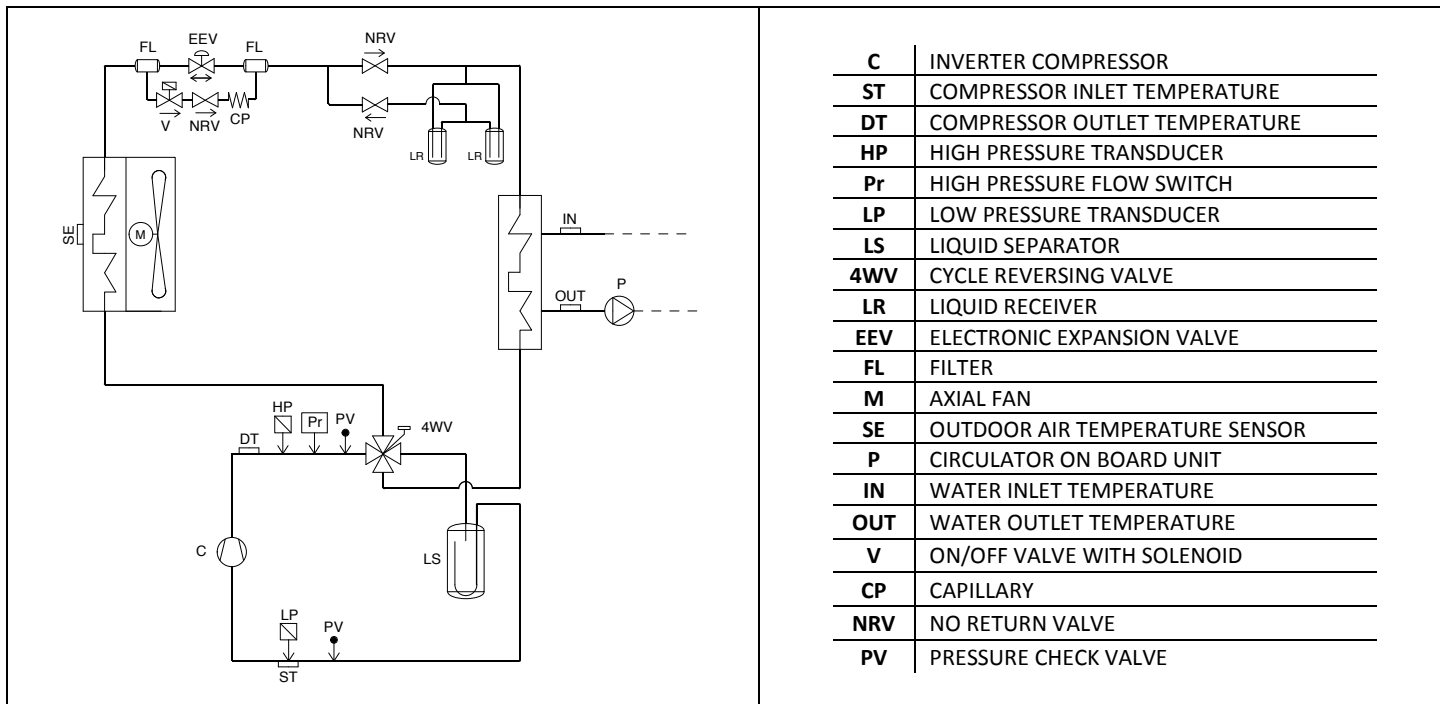 FL EEV FL NRV
V NRV CP NRV
LR LR
SE M IN
OUT P
HP Pr PV 4WV
DT
C LS
LP PV
ST
C INVERTER COMPRESSOR
ST COMPRESSOR INLET TEMPERATURE
DT COMPRESSOR OUTLET TEMPERATURE
HP HIGH PRESSURE TRANSDUCER
Pr HIGH PRESSURE FLOW SWITCH
LP LOW PRESSURE TRANSDUCER
LS LIQUID SEPARATOR
4WV CYCLE REVERSING VALVE
LR LIQUID RECEIVER
EEV ELECTRONIC EXPANSION VALVE
FL FILTER
M AXIAL FAN
SE OUTDOOR AIR TEMPERATURE SENSOR
P CIRCULATOR ON BOARD UNIT
IN WATER INLET TEMPERATURE
OUT WATER OUTLET TEMPERATURE
V ON/OFF VALVE WITH SOLENOID
CP CAPILLARY
NRV NO RETURN VALVE
PV PRESSURE CHECK VALVE